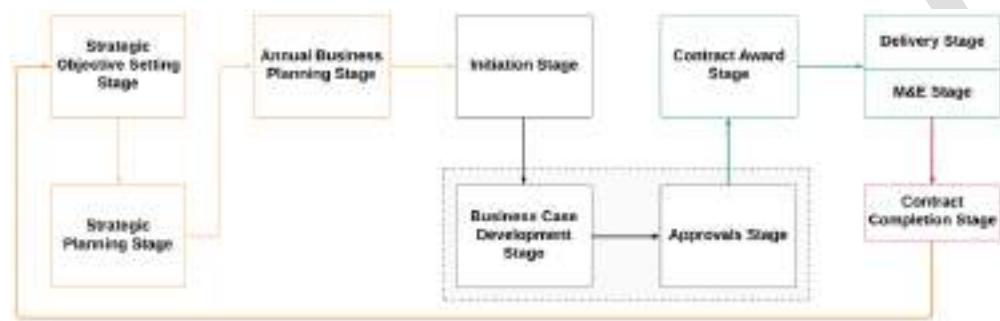 Strategic
Objective Setting
Stage
Annual Business
Planning Stage
Initiation Stage
Contract Award
Stage
Delivery Stage
M&E Stage
Strategic
Planning Stage
Business Case
Development
Stage
Approvals Stage
Contract
Completion Stage